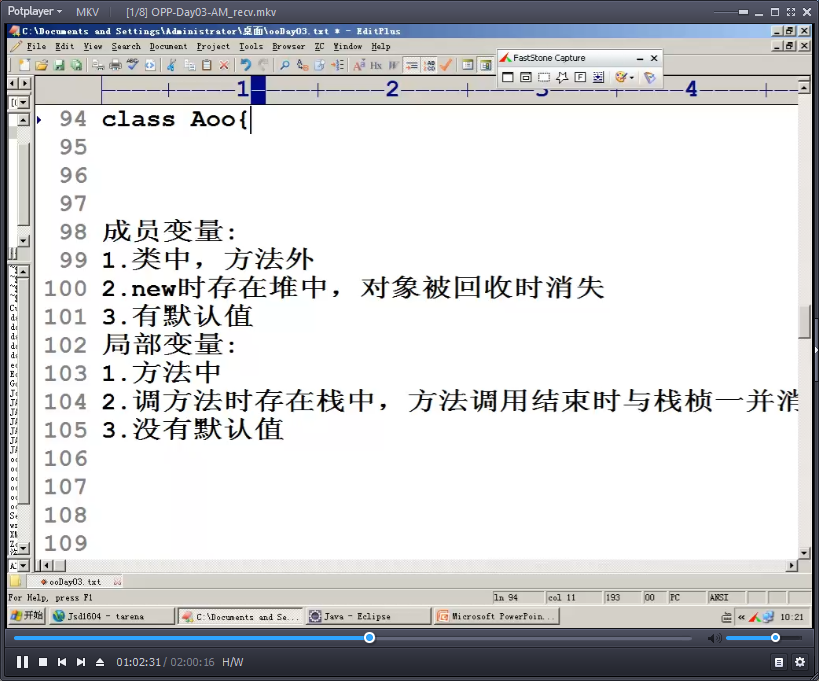 Potplayer MKV [1/8] OPP-Day03-AM_recv.mkv
C:\Documents and Settings\Administrator\桌面\ooDay03.txt * - EditPlus
File Edit View Search Document Project Tools Browser ZC Window Help
FastStone Capture
1 2 3 4
94 class Aoo{
95
96
97
98 成员变量:
99 1.类中，方法外
100 2.new时存在堆中，对象被回收时消失
101 3.有默认值
102 局部变量:
103 1.方法中
104 2.调方法时存在栈中，方法调用结束时与栈桢一并消
105 3.没有默认值
106
107
108
109
ooDay03.txt
For Help, press F1 ln 94 col 11 193 00 PC ANSI
开始 Jsd1604 - tarena C:\Documents and Se... Java - Eclipse Microsoft PowerPoin... 10:21
01:02:31 / 02:00:16 H/W